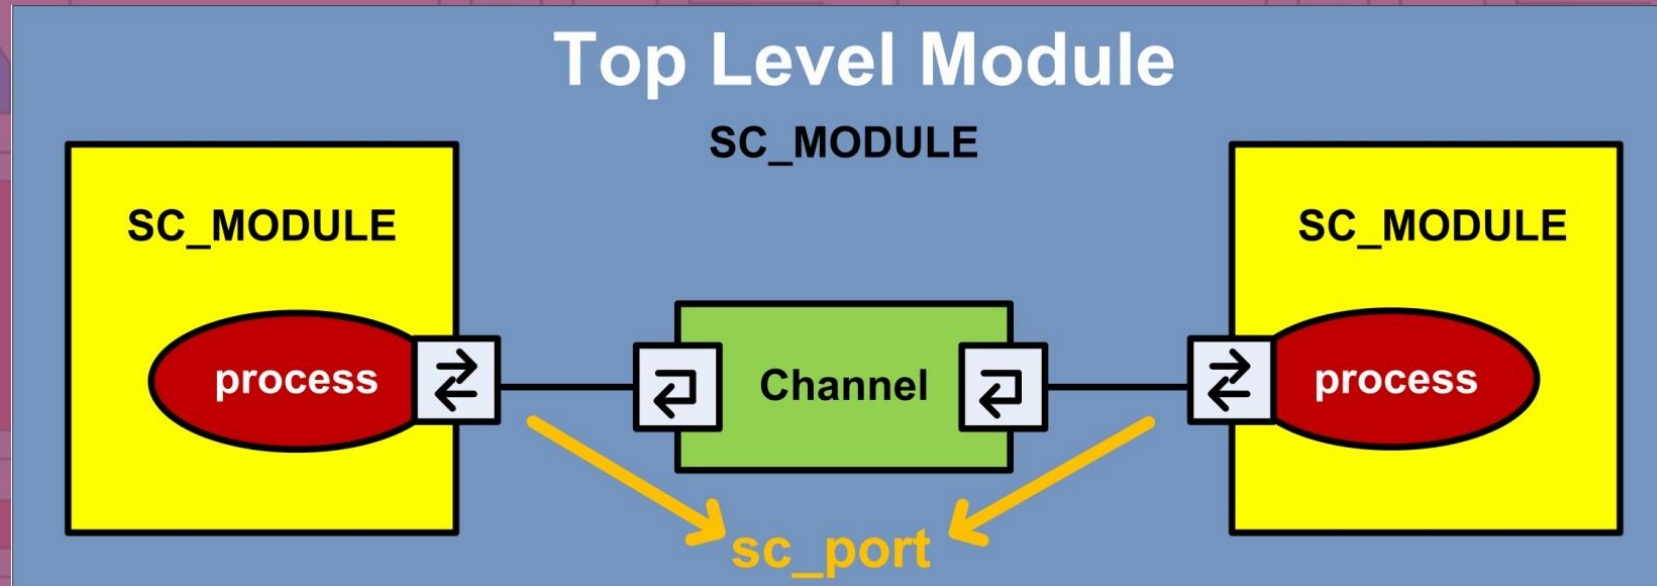 Top Level Module
SC_MODULE
SC_MODULE
SC_MODULE
process
Channel
process
sc_port